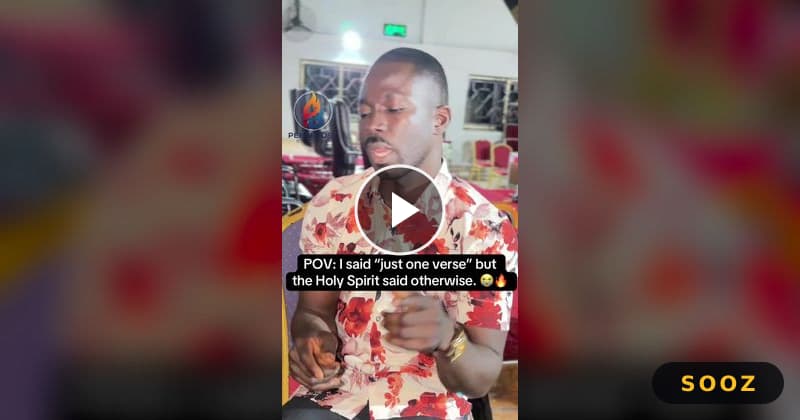 POV: I said "just one verse" but
the Holy Spirit said otherwise. 😁🔥
SOOZ